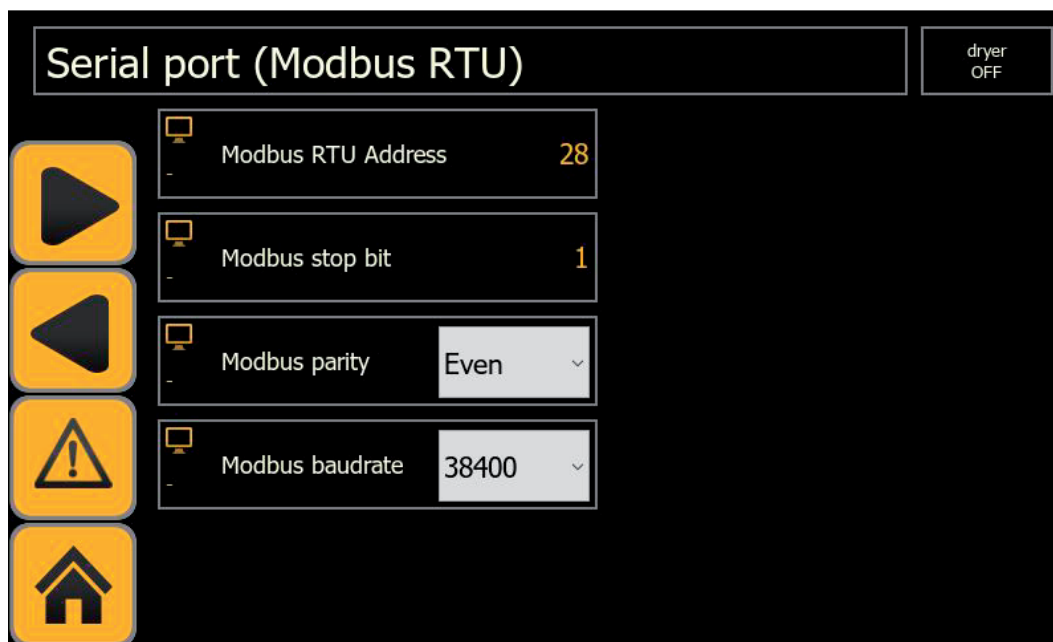 Serial port (Modbus RTU)
dryer
OFF
Modbus RTU Address 28
-
Modbus stop bit 1
-
Modbus parity Even
-
Modbus baudrate 38400
-